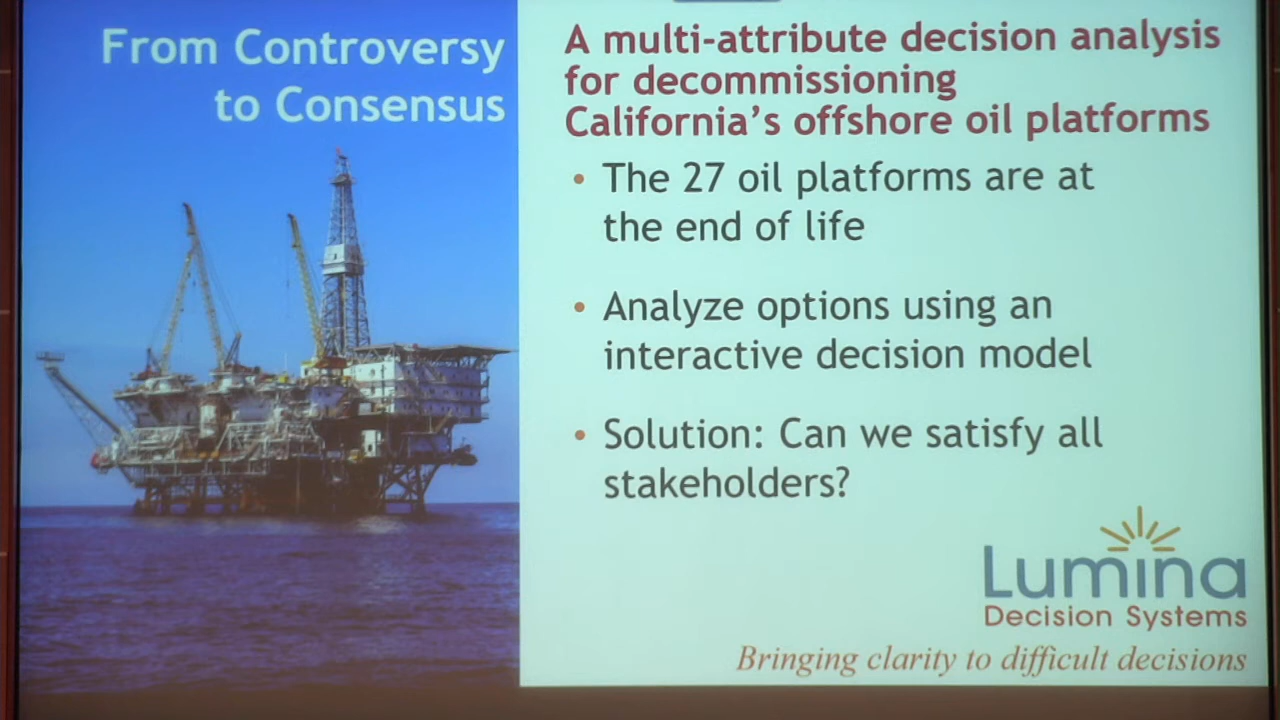 From Controversy
to Consensus
A multi-attribute decision analysis
for decommissioning
California's offshore oil platforms
• The 27 oil platforms are at
the end of life
• Analyze options using an
interactive decision model
• Solution: Can we satisfy all
stakeholders?
Lumina
Decision Systems
Bringing clarity to difficult decisions